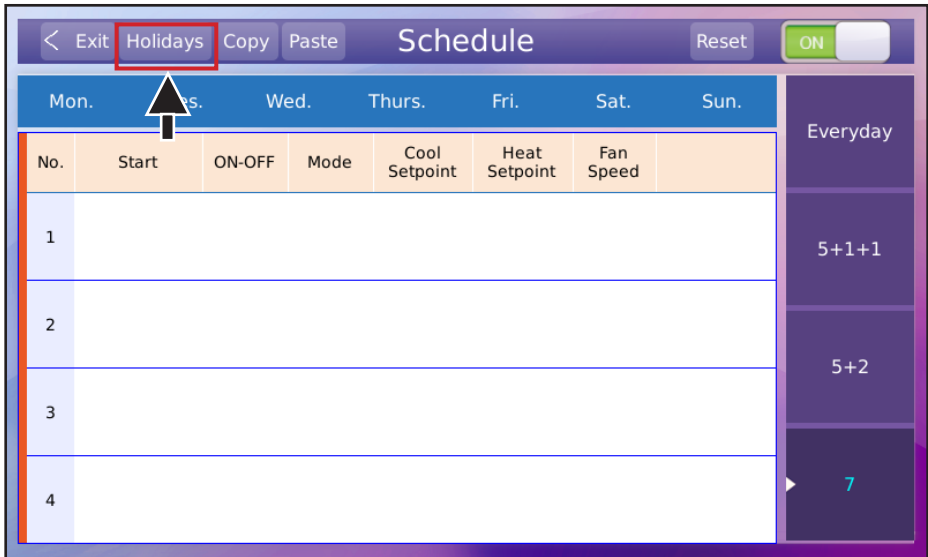 Exit Holidays Copy Paste Schedule Reset ON
Mon. es. Wed. Thurs. Fri. Sat. Sun.
No. Start ON-OFF Mode Cool Setpoint Heat Setpoint Fan Speed
1
2
3
4
Everyday
5+1+1
5+2
7